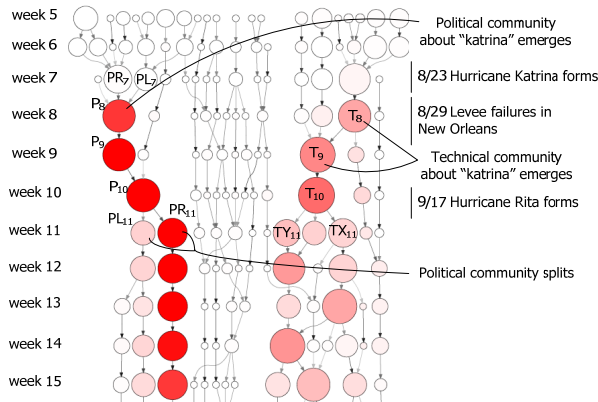 week 5
Political community
about "katrina" emerges
week 6
week 7
PR7
PL7
8/23 Hurricane Katrina forms
week 8
P8
T8
8/29 Levee failures in
New Orleans
week 9
P9
T9
Technical community
about "katrina" emerges
week 10
P10
T10
9/17 Hurricane Rita forms
PL11
PR11
week 11
TY11
TX11
week 12
Political community splits
week 13
week 14
week 15